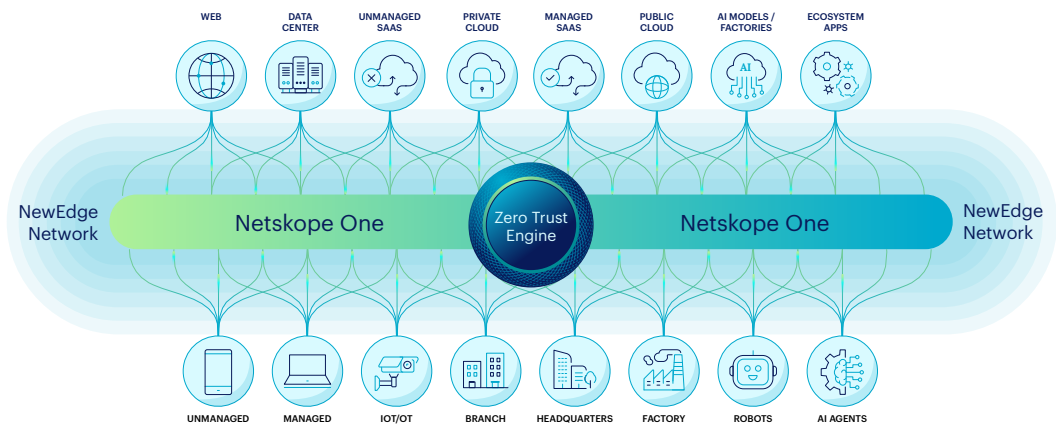 WEB
DATA
CENTER
UNMANAGED
SAAS
PRIVATE
CLOUD
MANAGED
SAAS
PUBLIC
CLOUD
AI MODELS /
FACTORIES
ECOSYSTEM
APPS
AI
NewEdge
Network
Netskope One
Zero Trust
Engine
Netskope One
NewEdge
Network
UNMANAGED
MANAGED
IOT/OT
BRANCH
HEADQUARTERS
FACTORY
ROBOTS
AI AGENTS